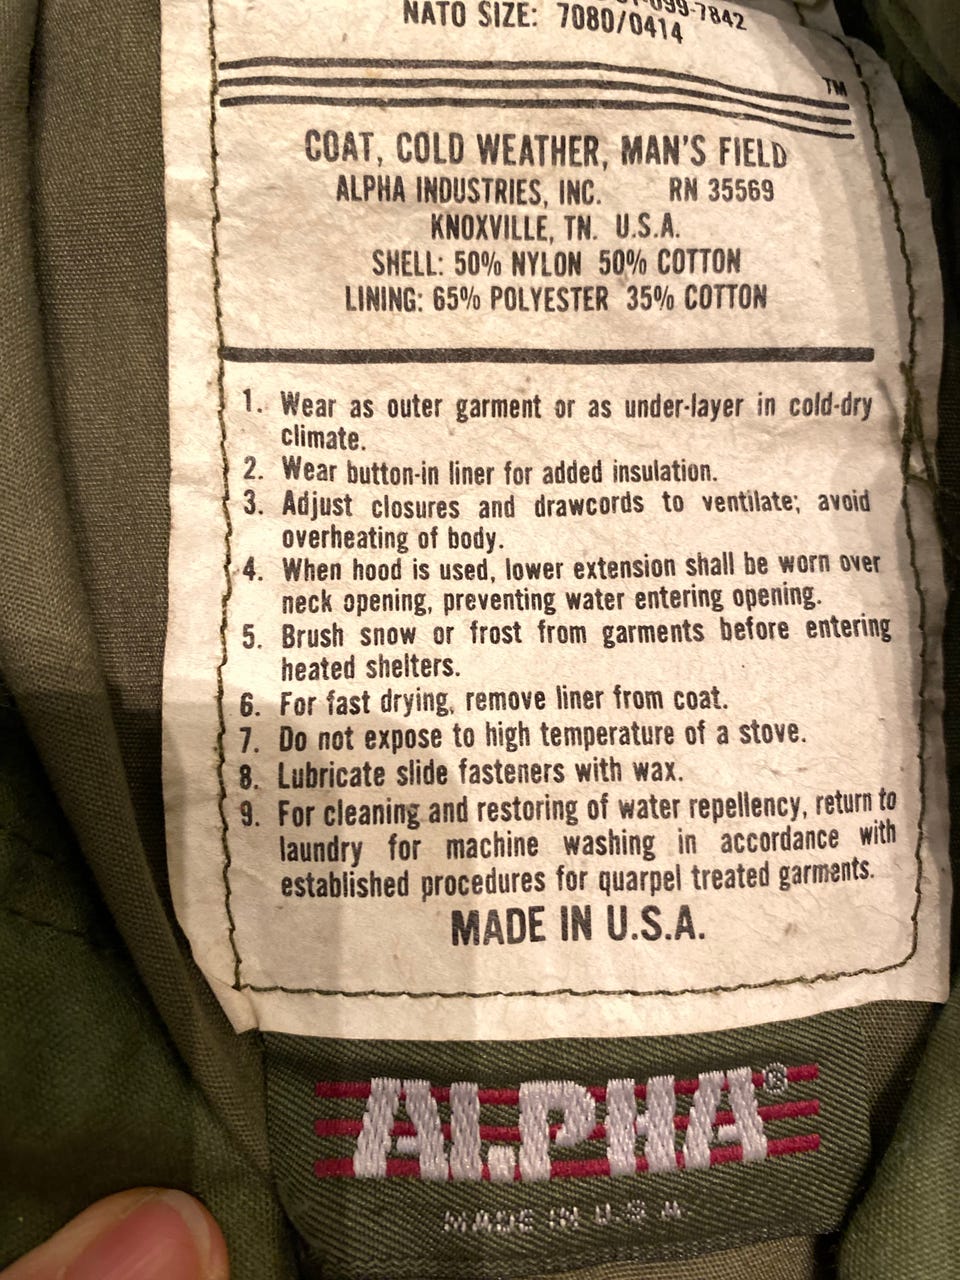 -099-7842
NATO SIZE: 7080/0414
TM
COAT, COLD WEATHER, MAN'S FIELD
ALPHA INDUSTRIES, INC. RN 35569
KNOXVILLE, TN. U.S.A.
SHELL: 50% NYLON 50% COTTON
LINING: 65% POLYESTER 35% COTTON
1. Wear as outer garment or as under-layer in cold-dry
climate.
2. Wear button-in liner for added insulation.
3. Adjust closures and drawcords to ventilate; avoid
overheating of body.
4. When hood is used, lower extension shall be worn over
neck opening, preventing water entering opening.
5. Brush snow or frost from garments before entering
heated shelters.
6. For fast drying, remove liner from coat.
7. Do not expose to high temperature of a stove.
8. Lubricate slide fasteners with wax.
9. For cleaning and restoring of water repellency, return to
laundry for machine washing in accordance with
established procedures for quarpel treated garments.
MADE IN U.S.A.
ALPHA®
MADE IN U.S.A.